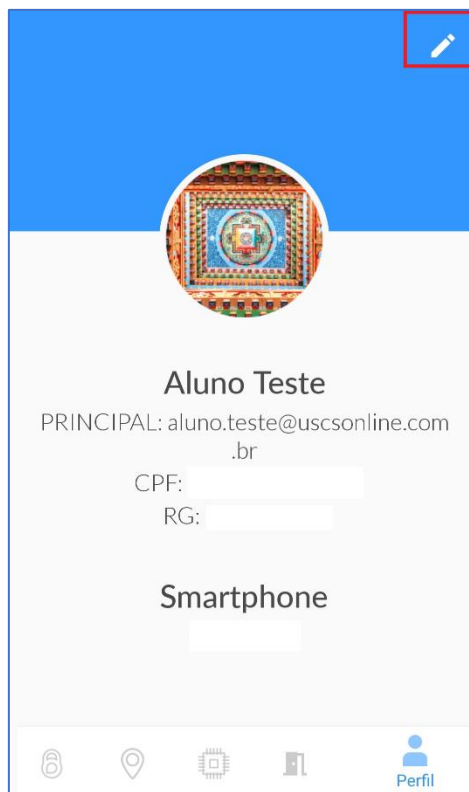 Aluno Teste
PRINCIPAL: aluno.teste@uscsonline.com
.br
CPF:
RG:
Smartphone
Perfil